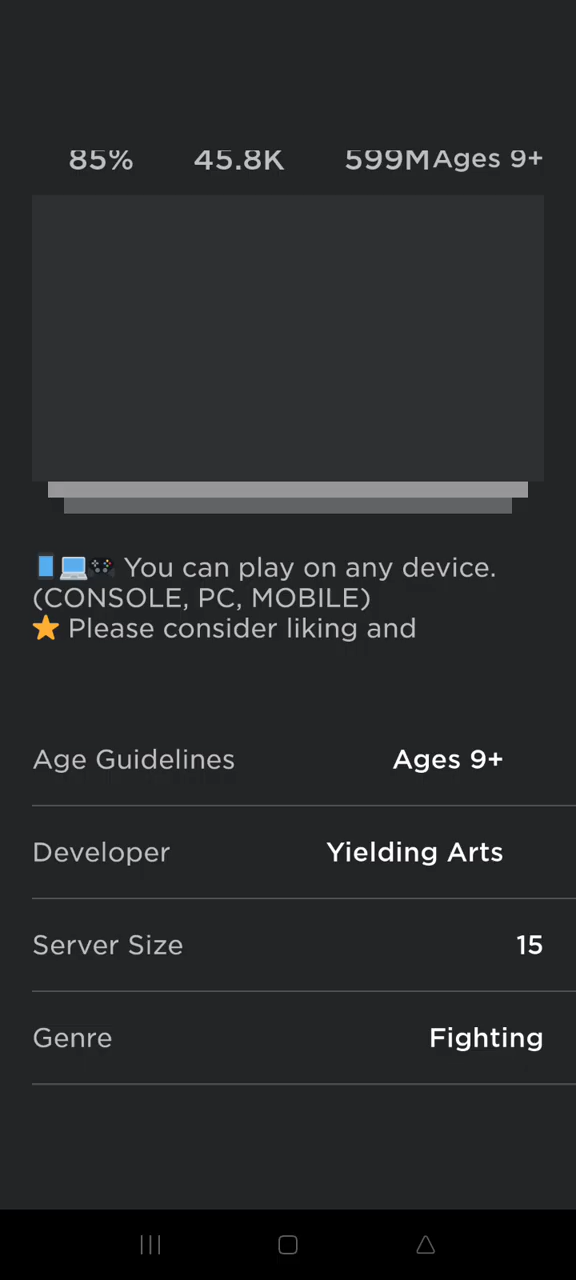 85% 45.8K 599M Ages 9+
You can play on any device.
(CONSOLE, PC, MOBILE)
Please consider liking and
Age Guidelines Ages 9+
Developer Yielding Arts
Server Size 15
Genre Fighting